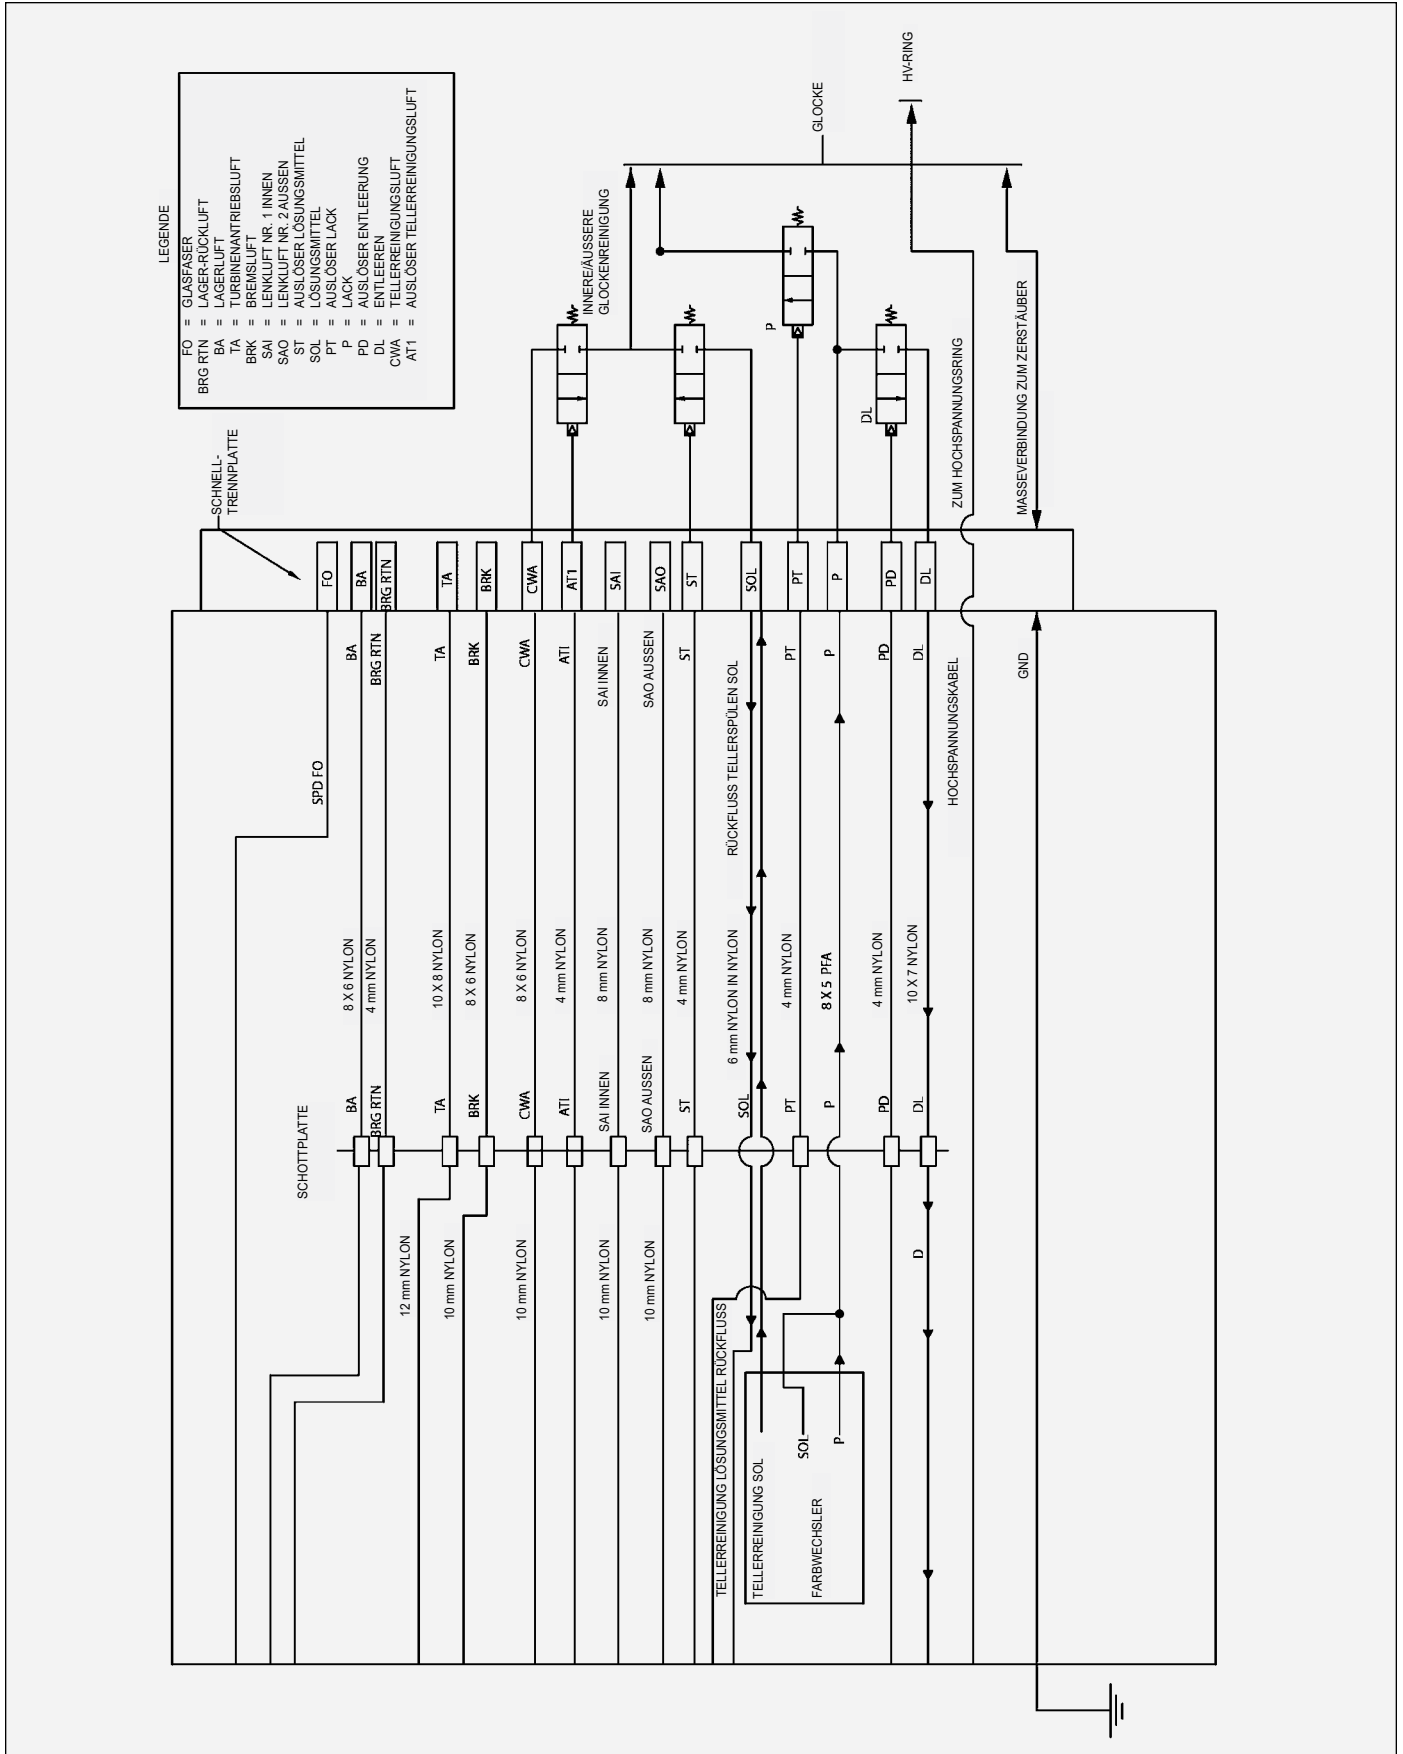 LEGENDE
FO = GLASFASER
BRG RTN = LAGER-RÜCKLUFT
BA = LAGERLUFT
TA = TURBINENANTRIEBSLUFT
BRK = BREMSLUFT
SAI = LENKLUFT NR. 1 INNEN
SAO = LENKLUFT NR. 2 AUSSEN
ST = AUSLÖSER LÖSUNGSMITTEL
SOL = LÖSUNGSMITTEL
PT = AUSLÖSER LACK
P = LACK
PD = AUSLÖSER ENTLEERUNG
DL = ENTLEEREN
CWA = TELLERREINIGUNGSLUFT
AT1 = AUSLÖSER TELLERREINIGUNGSLUFT
HV-RING
GLOCKE
INNERE/ÄUSSERE
GLOCKENREINIGUNG
P
DL
ZUM HOCHSPANNUNGSRING
MASSEVERBINDUNG ZUM ZERSTÄUBER
SCHNELL-
TRENNPLATTE
FO
BA
BRG RTN
TA
BRK
CWA
AT1
SAI
SAO
ST
SOL
PT
P
PD
DL
BA
BRG RTN
TA
BRK
CWA
ATI
SAI INNEN
SAO AUSSEN
ST
RÜCKFLUSS TELLERSPÜLEN SOL
PT
P
PD
DL
HOCHSPANNUNGSKABEL
GND
SPD FO
8 X 6 NYLON
4 mm NYLON
10 X 8 NYLON
8 X 6 NYLON
8 X 6 NYLON
4 mm NYLON
8 mm NYLON
8 mm NYLON
4 mm NYLON
6 mm NYLON IN NYLON
4 mm NYLON
8 X 5 PFA
4 mm NYLON
10 X 7 NYLON
SCHOTTPLATTE
BA
BRG RTN
TA
BRK
CWA
ATI
SAI INNEN
SAO AUSSEN
ST
SOL
PT
P
PD
DL
12 mm NYLON
10 mm NYLON
10 mm NYLON
10 mm NYLON
10 mm NYLON
D
TELLERREINIGUNG LÖSUNGSMITTEL RÜCKFLUSS
TELLERREINIGUNG SOL
SOL
P
FARBWECHSLER